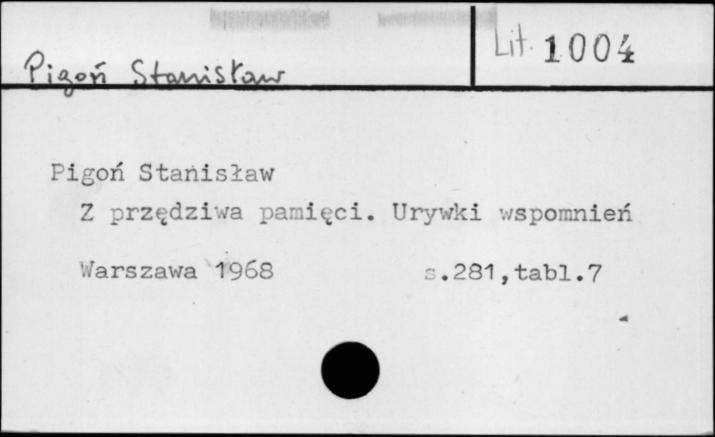 Pigoń Stanisław
Lit. 1004
Pigoń Stanisław
Z przędziwa pamięci. Urywki wspomnień
Warszawa 1968 s.281,tabl.7